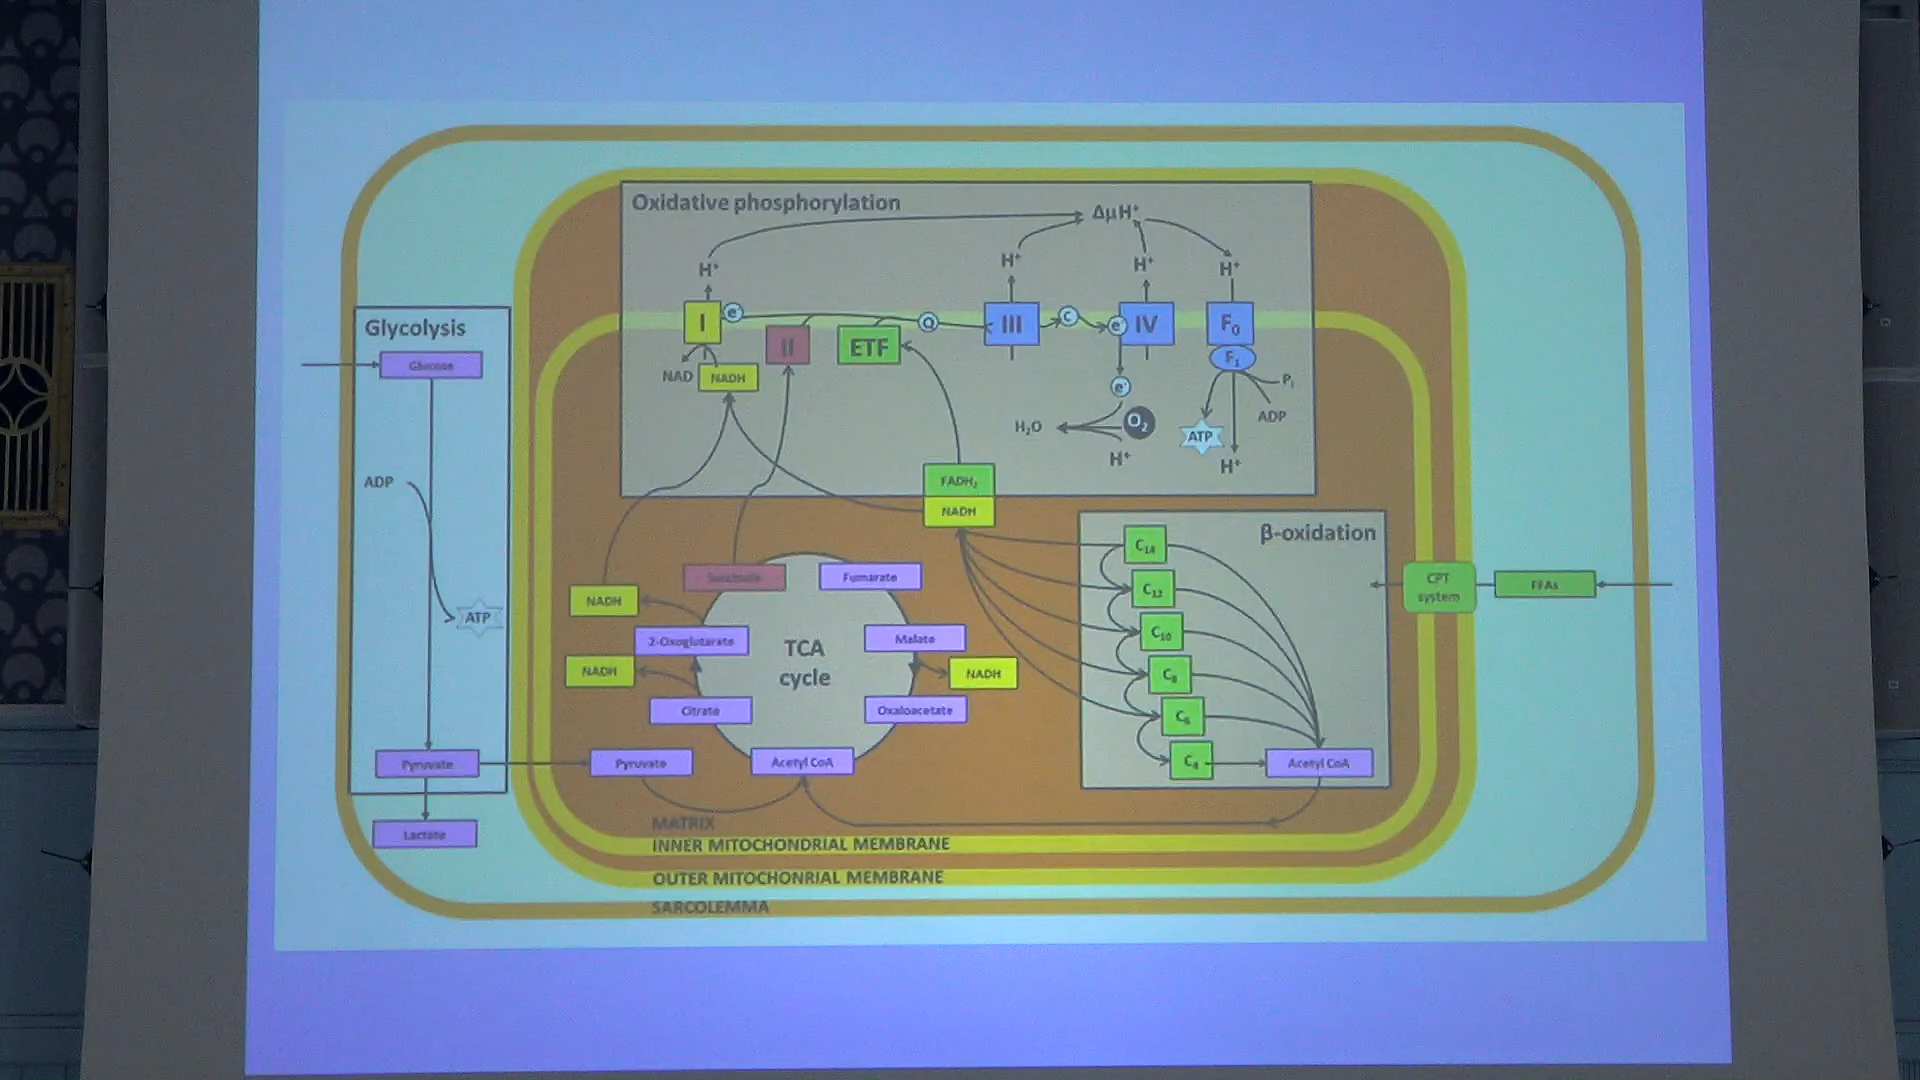 Oxidative phosphorylation
ΔμH⁺
H⁺
H⁺
H⁺
H⁺
Glycolysis
Glucose
I
e⁻
II
ETF
Q
III
C
e⁻
IV
F₀
F₁
NAD
NADH
e⁻
Pᵢ
ADP
H₂O
O₂
ATP
H⁺
H⁺
ADP
ATP
FADH₂
NADH
β-oxidation
C₁₄
C₁₂
C₁₀
C₈
C₆
C₄
Acetyl CoA
CPT
system
FFAs
Succinate
Fumarate
NADH
2-Oxoglutarate
TCA
cycle
Malate
NADH
NADH
Citrate
Oxaloacetate
Pyruvate
Pyruvate
Acetyl CoA
Lactate
MATRIX
INNER MITOCHONDRIAL MEMBRANE
OUTER MITOCHONRIAL MEMBRANE
SARCOLEMMA